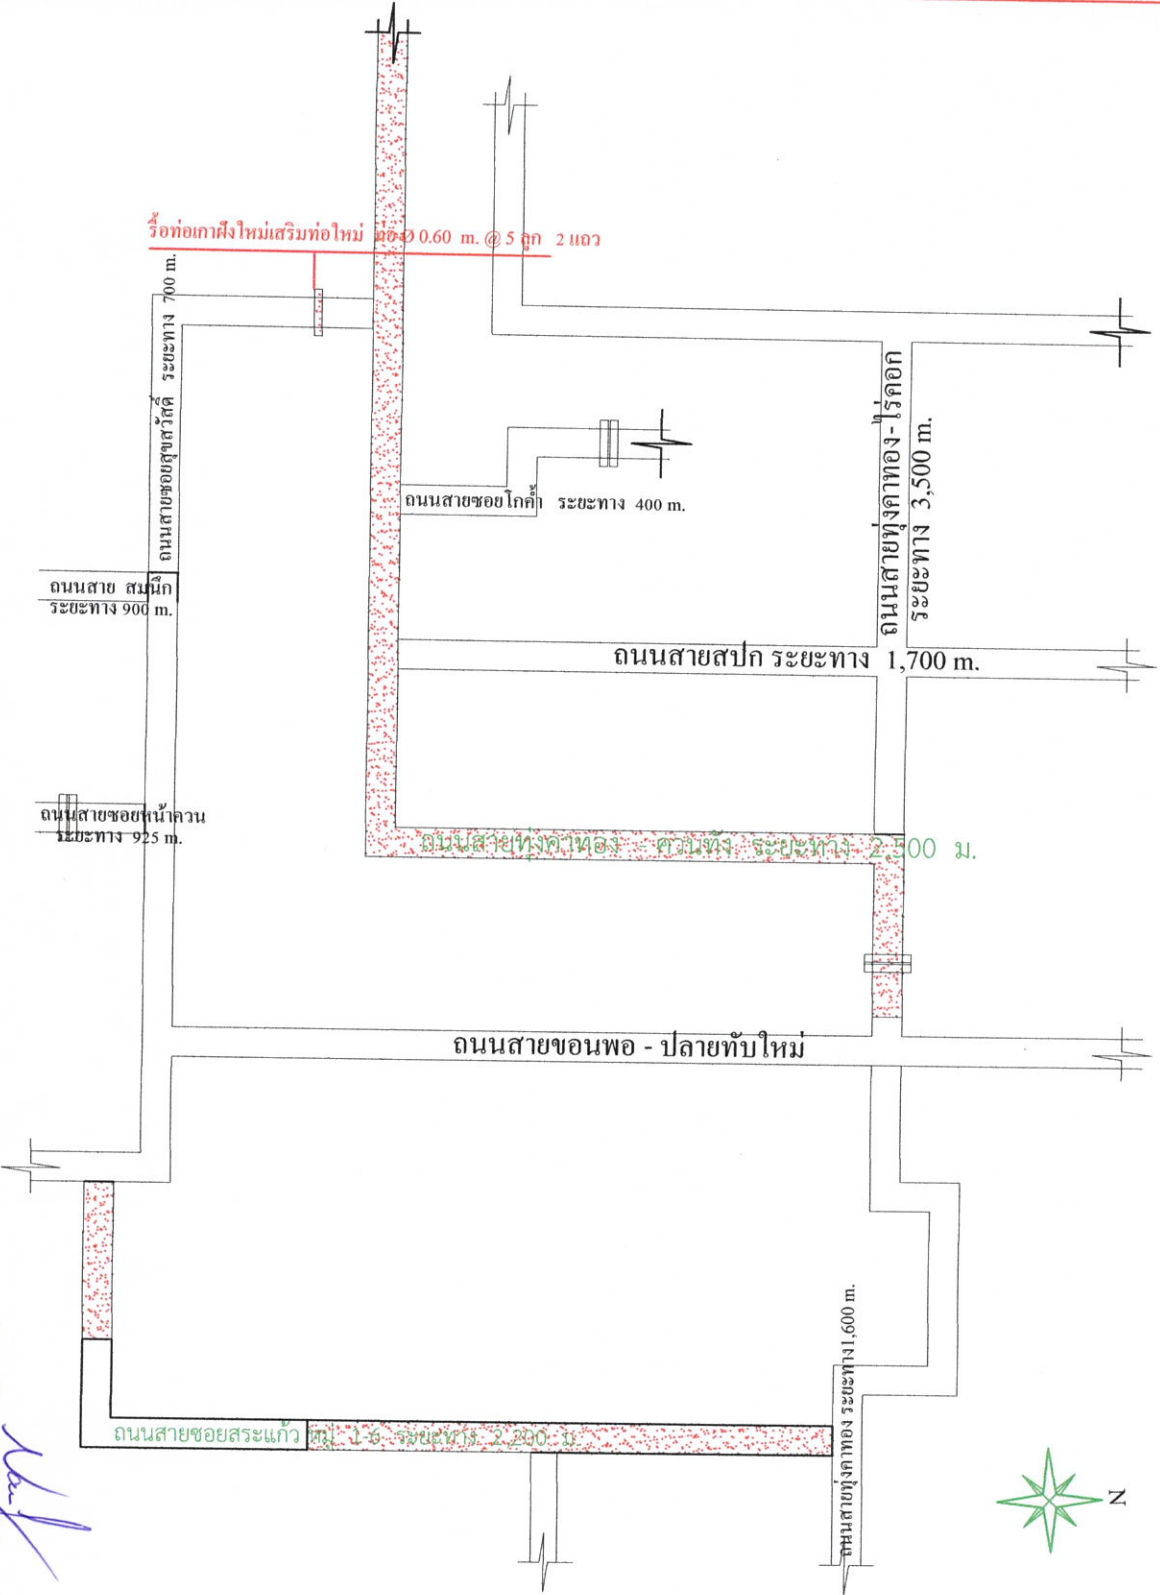 รื้อท่อเกาฝังใหม่เสริมท่อใหม่ ท่อ Ø 0.60 m. @ 5 ลูก 2 แถว
ถนนสายซอยสุขสวัสดิ์ ระยะทาง 700 m.
ถนนสายทุ่งคาทอง-ไร่คอก
ระยะทาง 3,500 m.
ถนนสายซอยโกค้ำ ระยะทาง 400 m.
ถนนสาย สมนึก
ระยะทาง 900 m.
ถนนสายสปก ระยะทาง 1,700 m.
ถนนสายซอยหน้าควน
ระยะทาง 925 m.
ถนนสายทุ่งคาทอง - ควนทัง ระยะทาง 2,500 ม.
ถนนสายขอนพอ - ปลายทับใหม่
ถนนสายทุ่งคาทอง ระยะทาง 1,600 m.
ถนนสายซอยสระแก้ว หมู่ 1-6 ระยะทาง 2,200 ม.
N